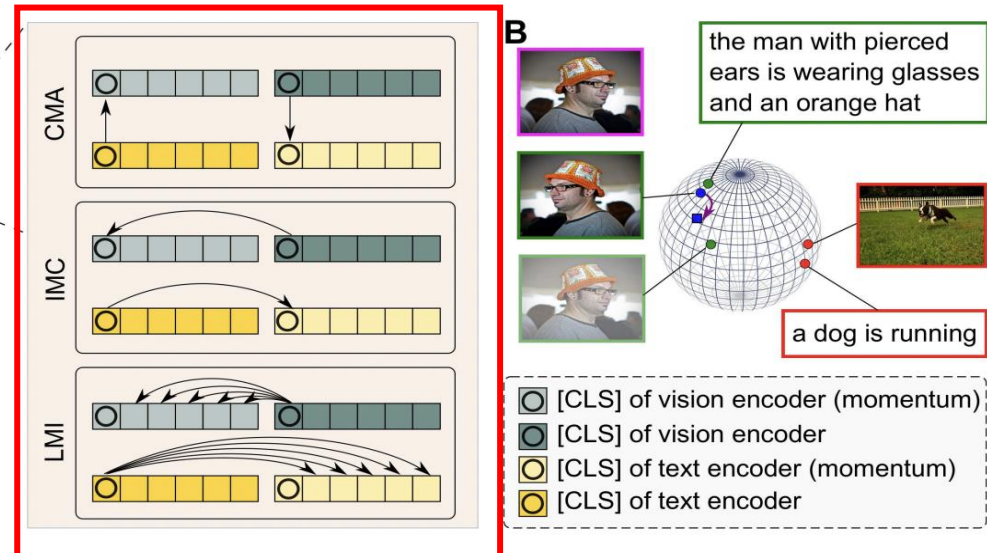 CMA
IMC
LMI
B
the man with pierced
ears is wearing glasses
and an orange hat
a dog is running
[CLS] of vision encoder (momentum)
[CLS] of vision encoder
[CLS] of text encoder (momentum)
[CLS] of text encoder